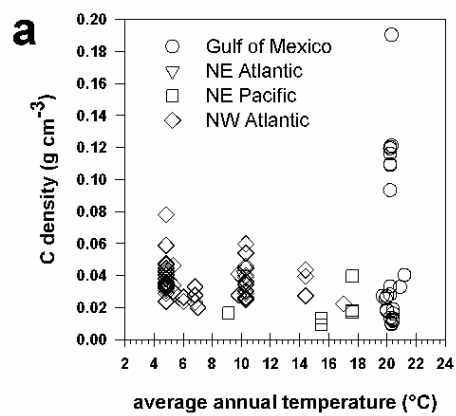 a
0.20
0.18
0.16
0.14
0.12
0.10
0.08
0.06
0.04
0.02
0.00
C density (g cm⁻³)
Gulf of Mexico
NE Atlantic
NE Pacific
NW Atlantic
2 4 6 8 10 12 14 16 18 20 22 24
average annual temperature (°C)